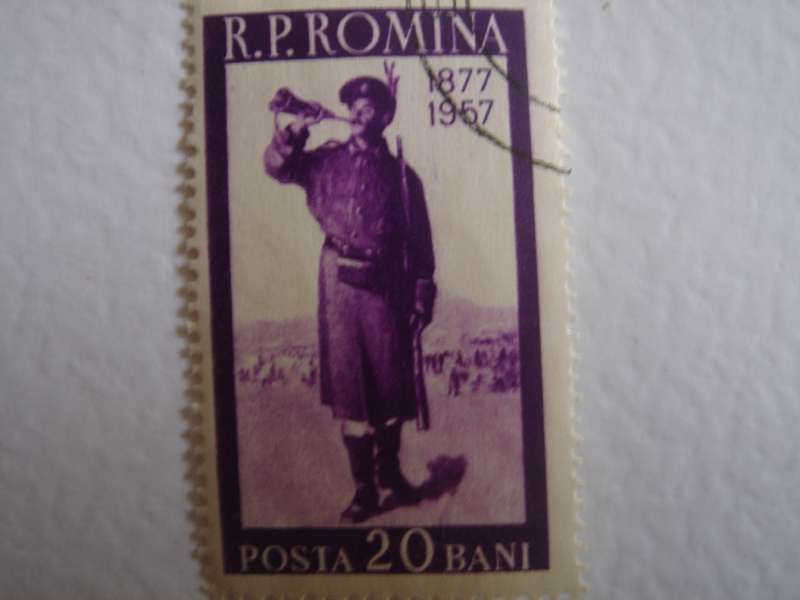 R.P. ROMINA
1877
1957
POSTA 20 BANI